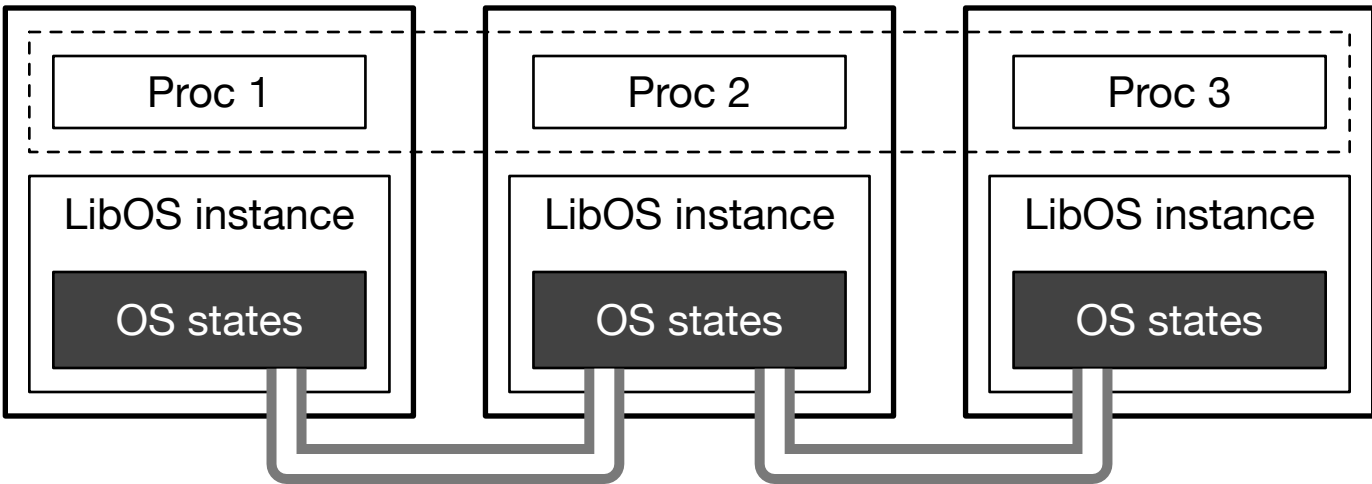 Proc 1
Proc 2
Proc 3
LibOS instance
LibOS instance
LibOS instance
OS states
OS states
OS states